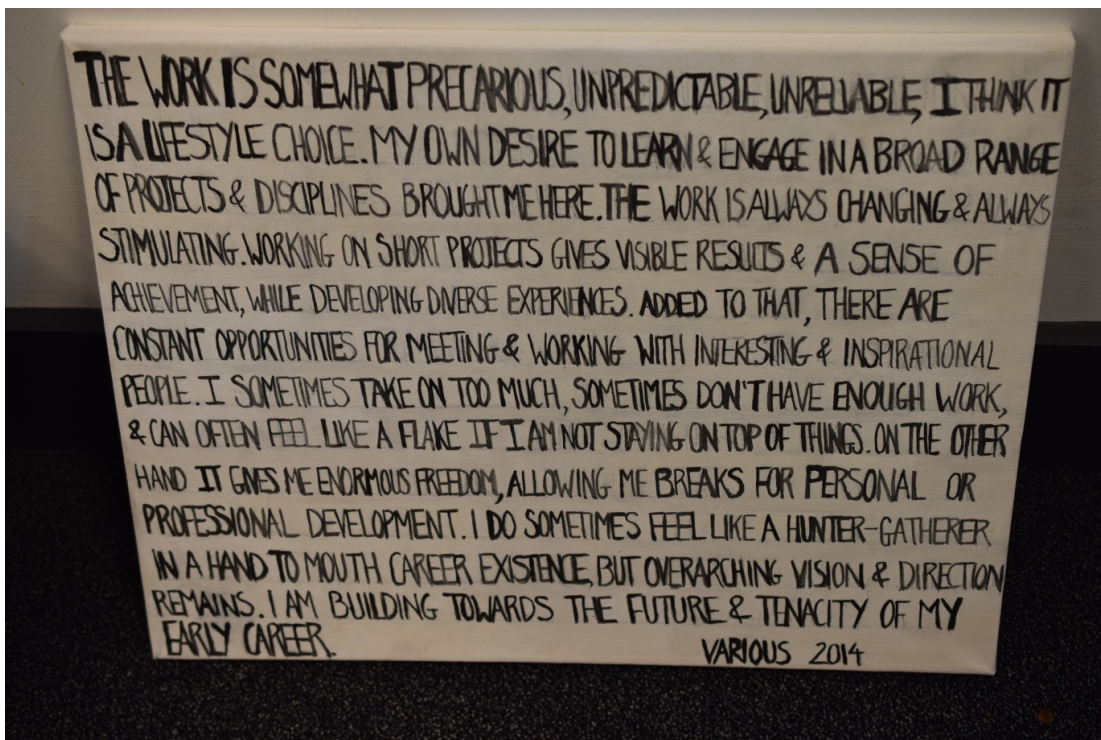 THE WORK IS SOMEWHAT PRECARIOUS, UNPREDICTABLE, UNRELIABLE, I THINK IT
IS A LIFESTYLE CHOICE. MY OWN DESIRE TO LEARN & ENGAGE IN A BROAD RANGE
OF PROJECTS & DISCIPLINES BROUGHT ME HERE. THE WORK IS ALWAYS CHANGING & ALWAYS
STIMULATING. WORKING ON SHORT PROJECTS GIVES VISIBLE RESULTS & A SENSE OF
ACHIEVEMENT, WHILE DEVELOPING DIVERSE EXPERIENCES. ADDED TO THAT, THERE ARE
CONSTANT OPPORTUNITIES FOR MEETING & WORKING WITH INTERESTING & INSPIRATIONAL
PEOPLE. I SOMETIMES TAKE ON TOO MUCH, SOMETIMES DON'T HAVE ENOUGH WORK,
& CAN OFTEN FEEL LIKE A FLAKE IF I AM NOT STAYING ON TOP OF THINGS. ON THE OTHER
HAND IT GIVES ME ENORMOUS FREEDOM, ALLOWING ME BREAKS FOR PERSONAL OR
PROFESSIONAL DEVELOPMENT. I DO SOMETIMES FEEL LIKE A HUNTER-GATHERER
IN A HAND TO MOUTH CAREER EXISTENCE, BUT OVERARCHING VISION & DIRECTION
REMAINS. I AM BUILDING TOWARDS THE FUTURE & TENACITY OF MY
EARLY CAREER.
VARIOUS 2014